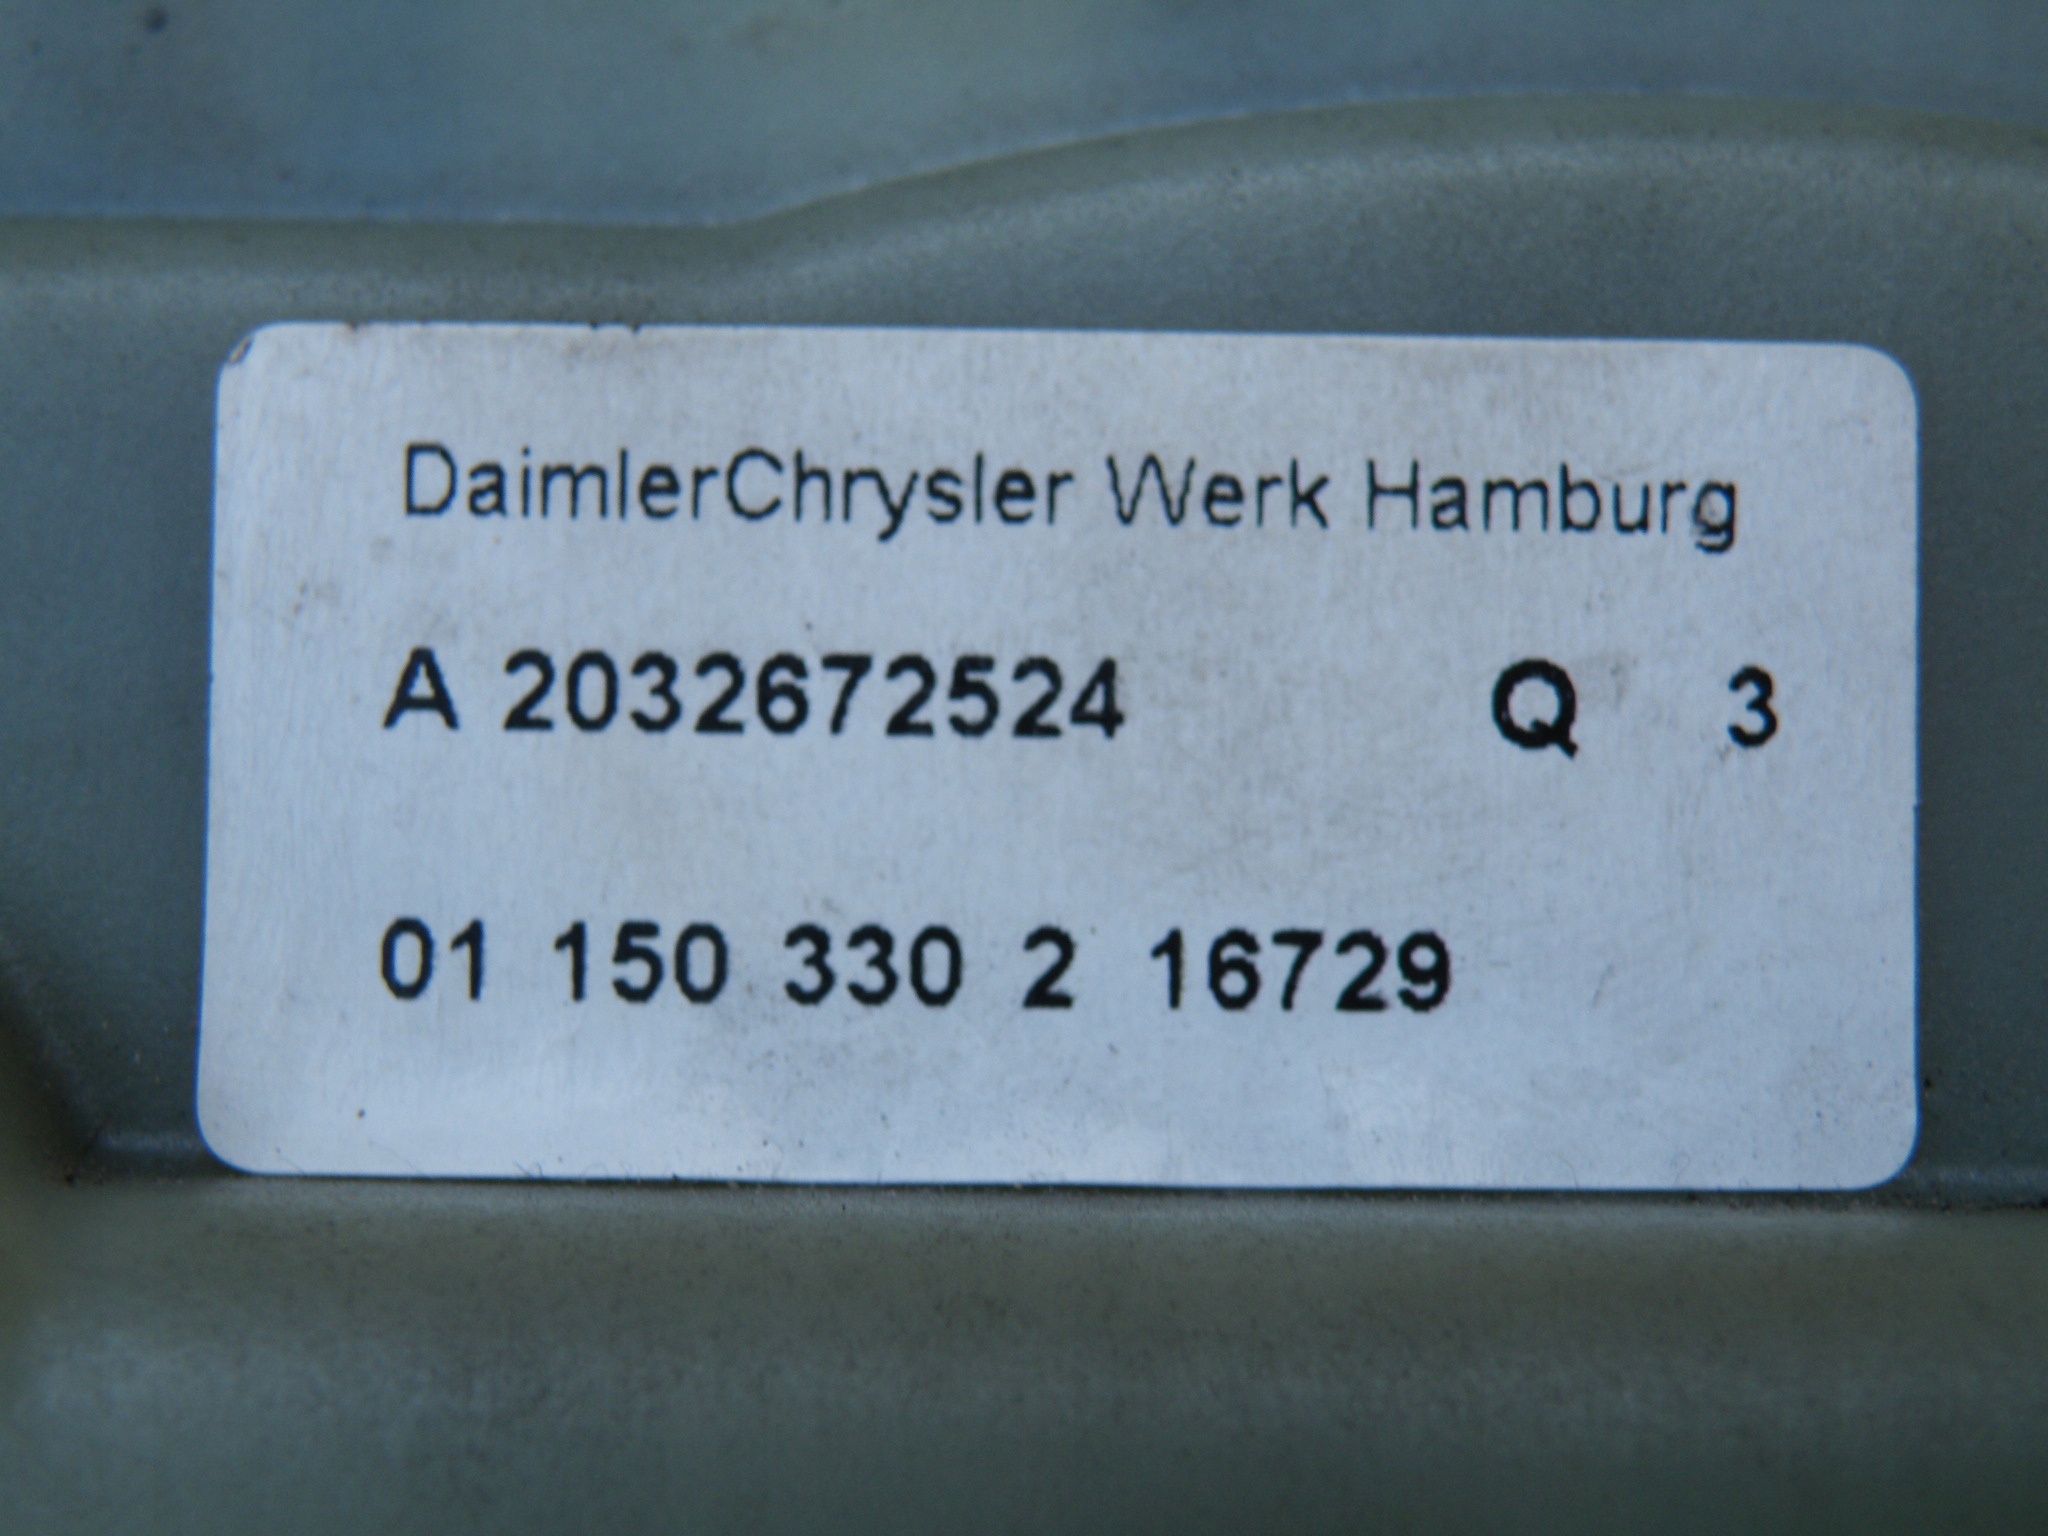 DaimlerChrysler Werk Hamburg
A 2032672524 Q 3
01 150 330 2 16729